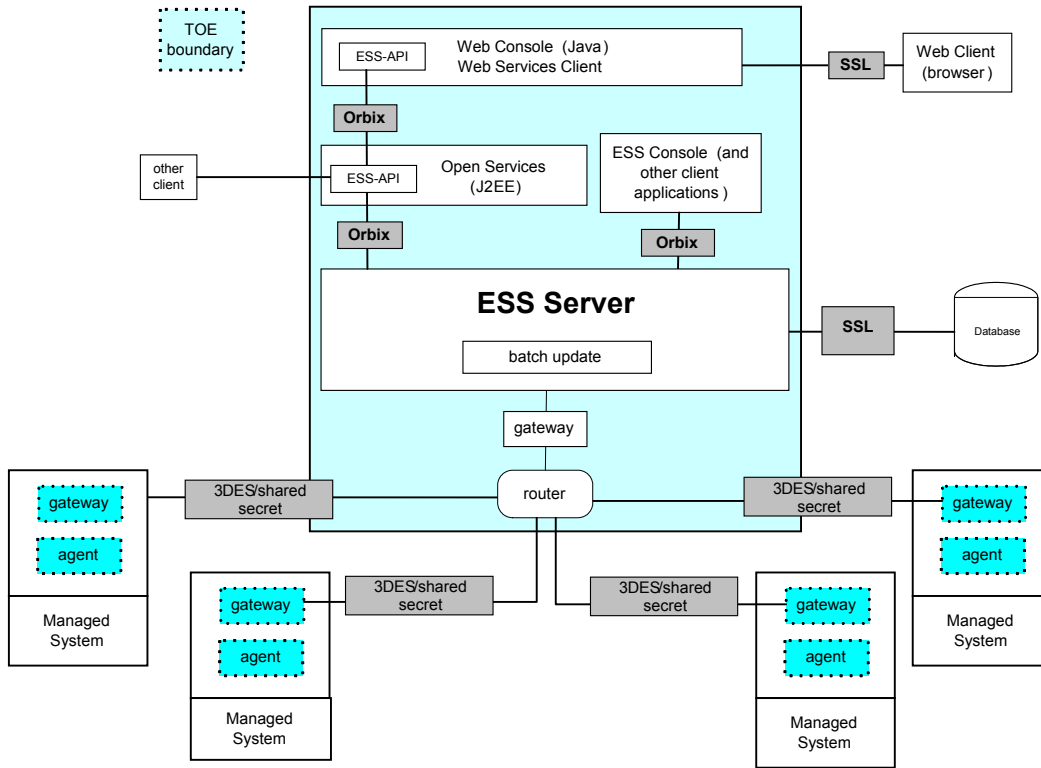 TOE
boundary
ESS-API
Web Console (Java)
Web Services Client
SSL
Web Client
(browser )
Orbix
other
client
ESS-API
Open Services
(J2EE)
ESS Console (and
other client
applications )
Orbix
Orbix
ESS Server
batch update
SSL
Database
gateway
router
gateway
agent
Managed
System
3DES/shared
secret
3DES/shared
secret
gateway
agent
Managed
System
gateway
agent
Managed
System
3DES/shared
secret
3DES/shared
secret
gateway
agent
Managed
System